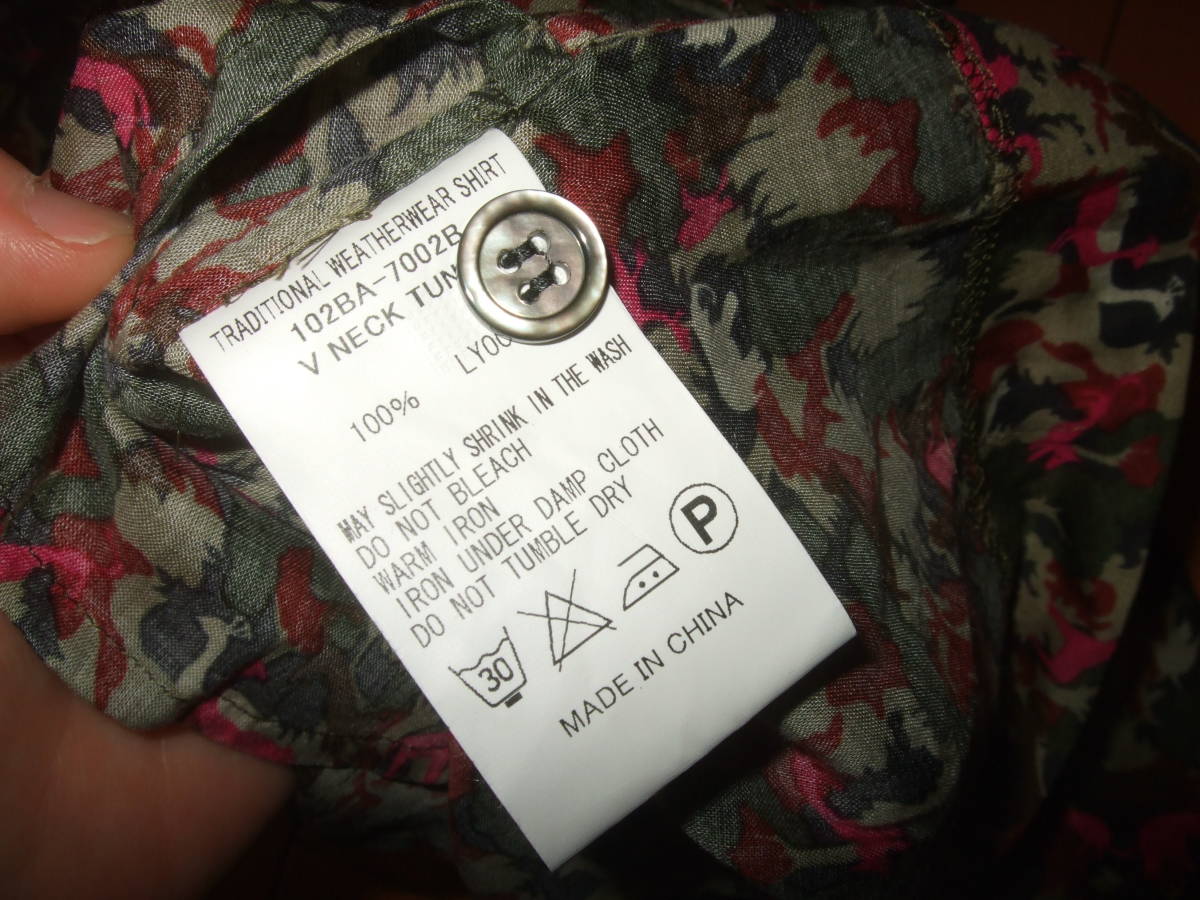 TRADITIONAL WEATHERWEAR SHIRT
102BA-7002B
V NECK TUN
100% LYOC
MAY SLIGHTLY SHRINK IN THE WASH
DO NOT BLEACH
WARM IRON
IRON UNDER DAMP CLOTH
DO NOT TUMBLE DRY
30
P
MADE IN CHINA